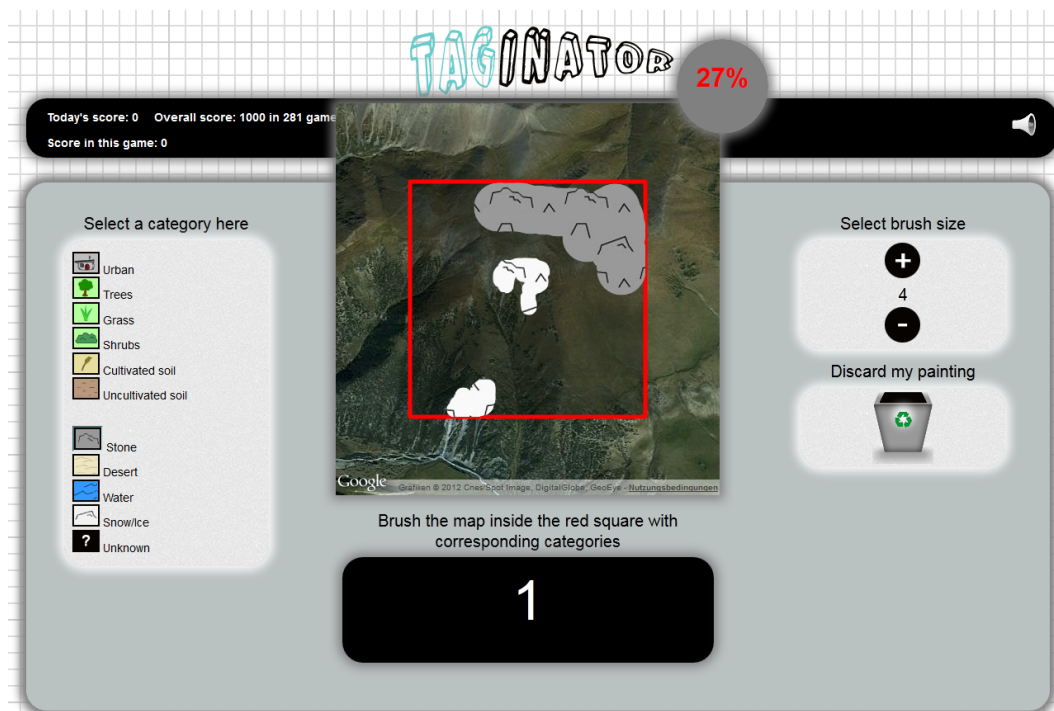 TAGINATOR
27%
Today's score: 0 Overall score: 1000 in 281 game
Score in this game: 0
Select a category here
Urban
Trees
Grass
Shrubs
Cultivated soil
Uncultivated soil
Stone
Desert
Water
Snow/Ice
?
Unknown
Google
Grafiken © 2012 Cnes/Spot Image, DigitalGlobe, GeoEye - Nutzungsbedingungen
Brush the map inside the red square with
corresponding categories
1
Select brush size
+
4
-
Discard my painting